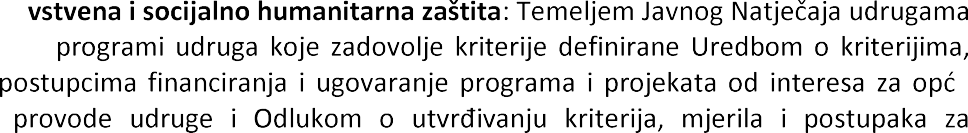 vstvena i socijalno humanitarna zaštita: Temeljem Javnog Natječaja udrugama
programi udruga koje zadovolje kriterije definirane Uredbom o kriterijima,
postupcima financiranja i ugovaranje programa i projekata od interesa za opć
provode udruge i Odlukom o utvrđivanju kriterija, mjerila i postupaka za